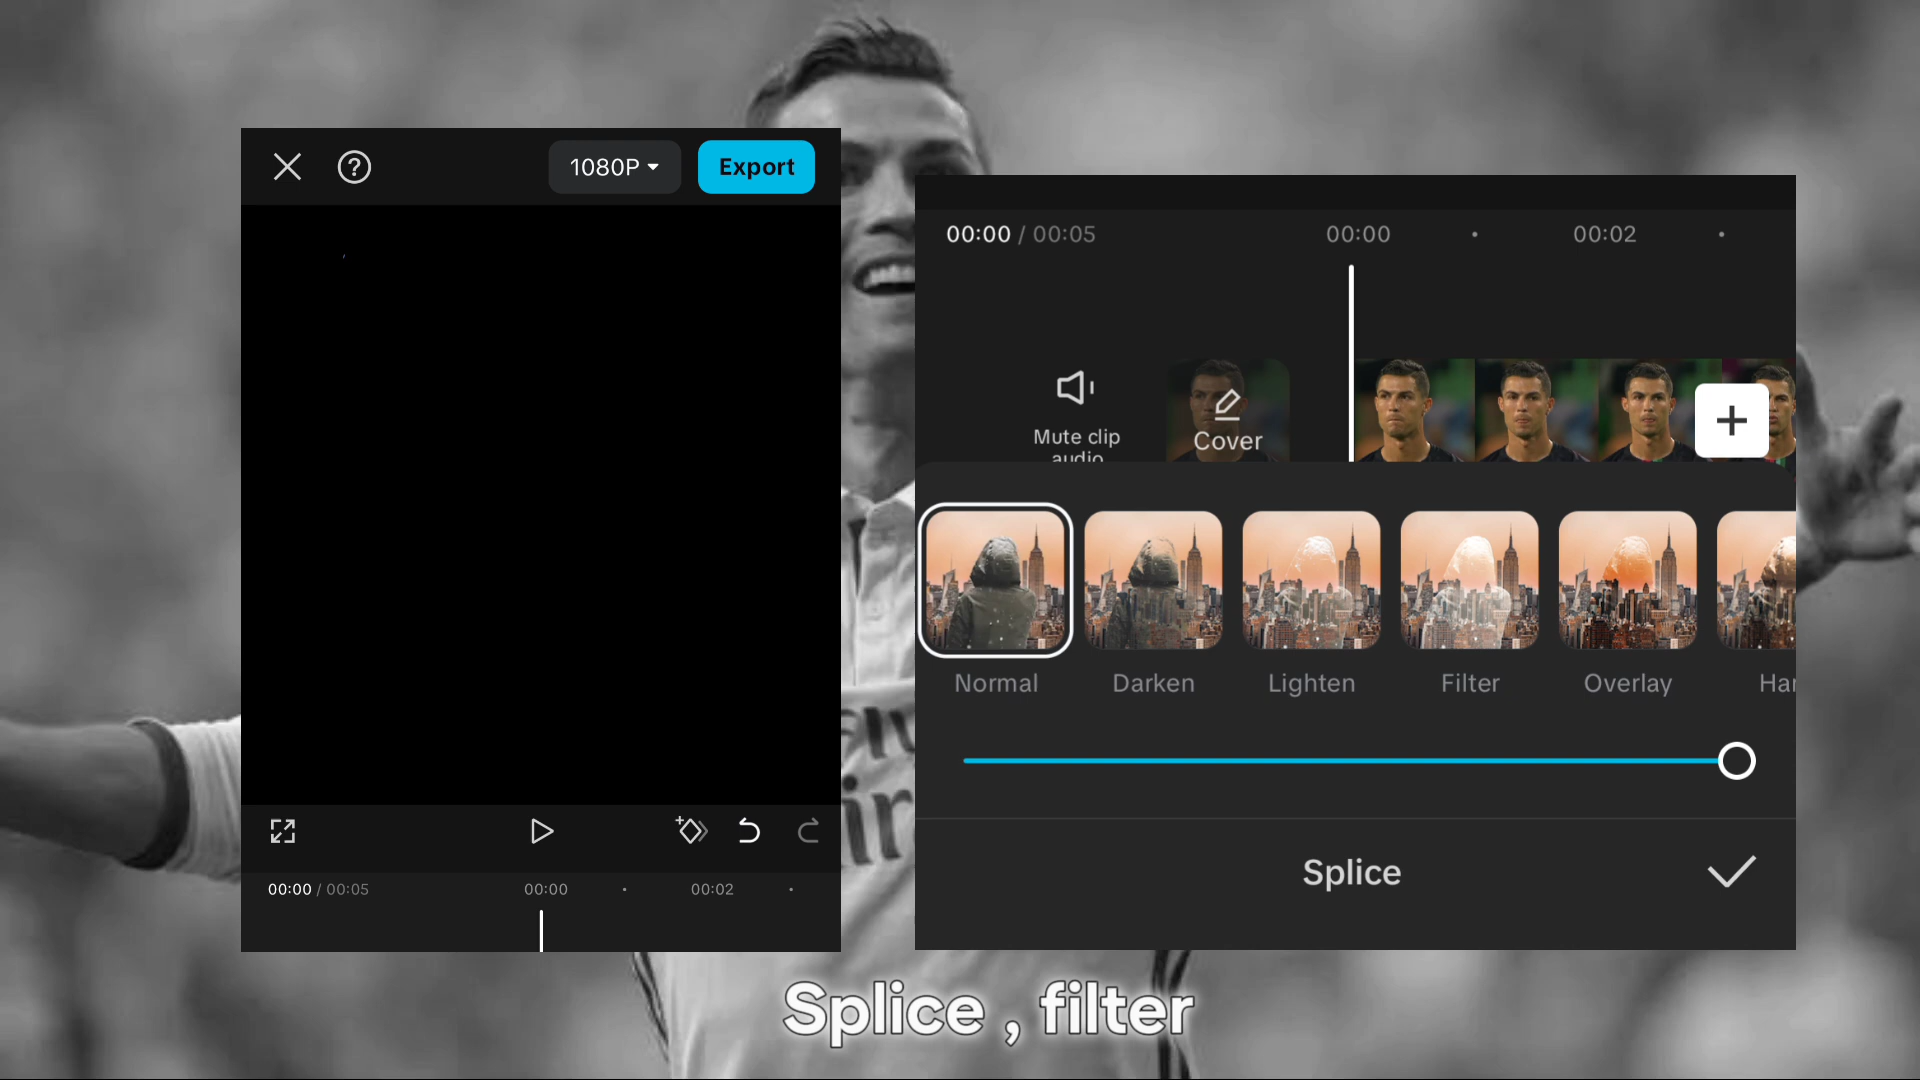 1080P
Export
00:00 / 00:05
00:00
00:02
00:00 / 00:05
00:00
00:02
Mute clip
audio
Cover
Normal
Darken
Lighten
Filter
Overlay
Har
Splice
Splice , filter